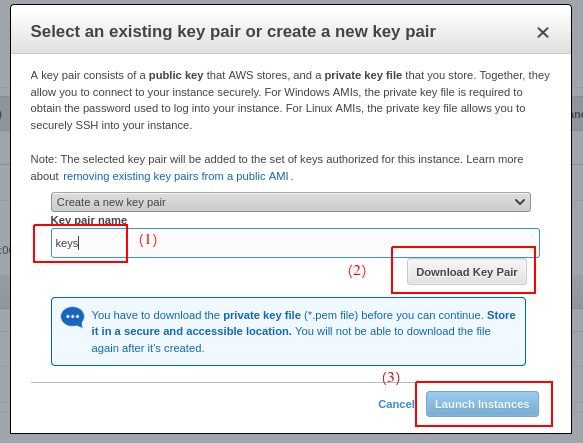 Select an existing key pair or create a new key pair
A key pair consists of a public key that AWS stores, and a private key file that you store. Together, they
allow you to connect to your instance securely. For Windows AMIs, the private key file is required to
obtain the password used to log into your instance. For Linux AMIs, the private key file allows you to
securely SSH into your instance.
Note: The selected key pair will be added to the set of keys authorized for this instance. Learn more
about removing existing key pairs from a public AMI .
Create a new key pair
Key pair name
keys (1)
(2)
Download Key Pair
You have to download the private key file (*.pem file) before you can continue. Store
it in a secure and accessible location. You will not be able to download the file
again after it's created.
(3)
Cancel Launch Instances